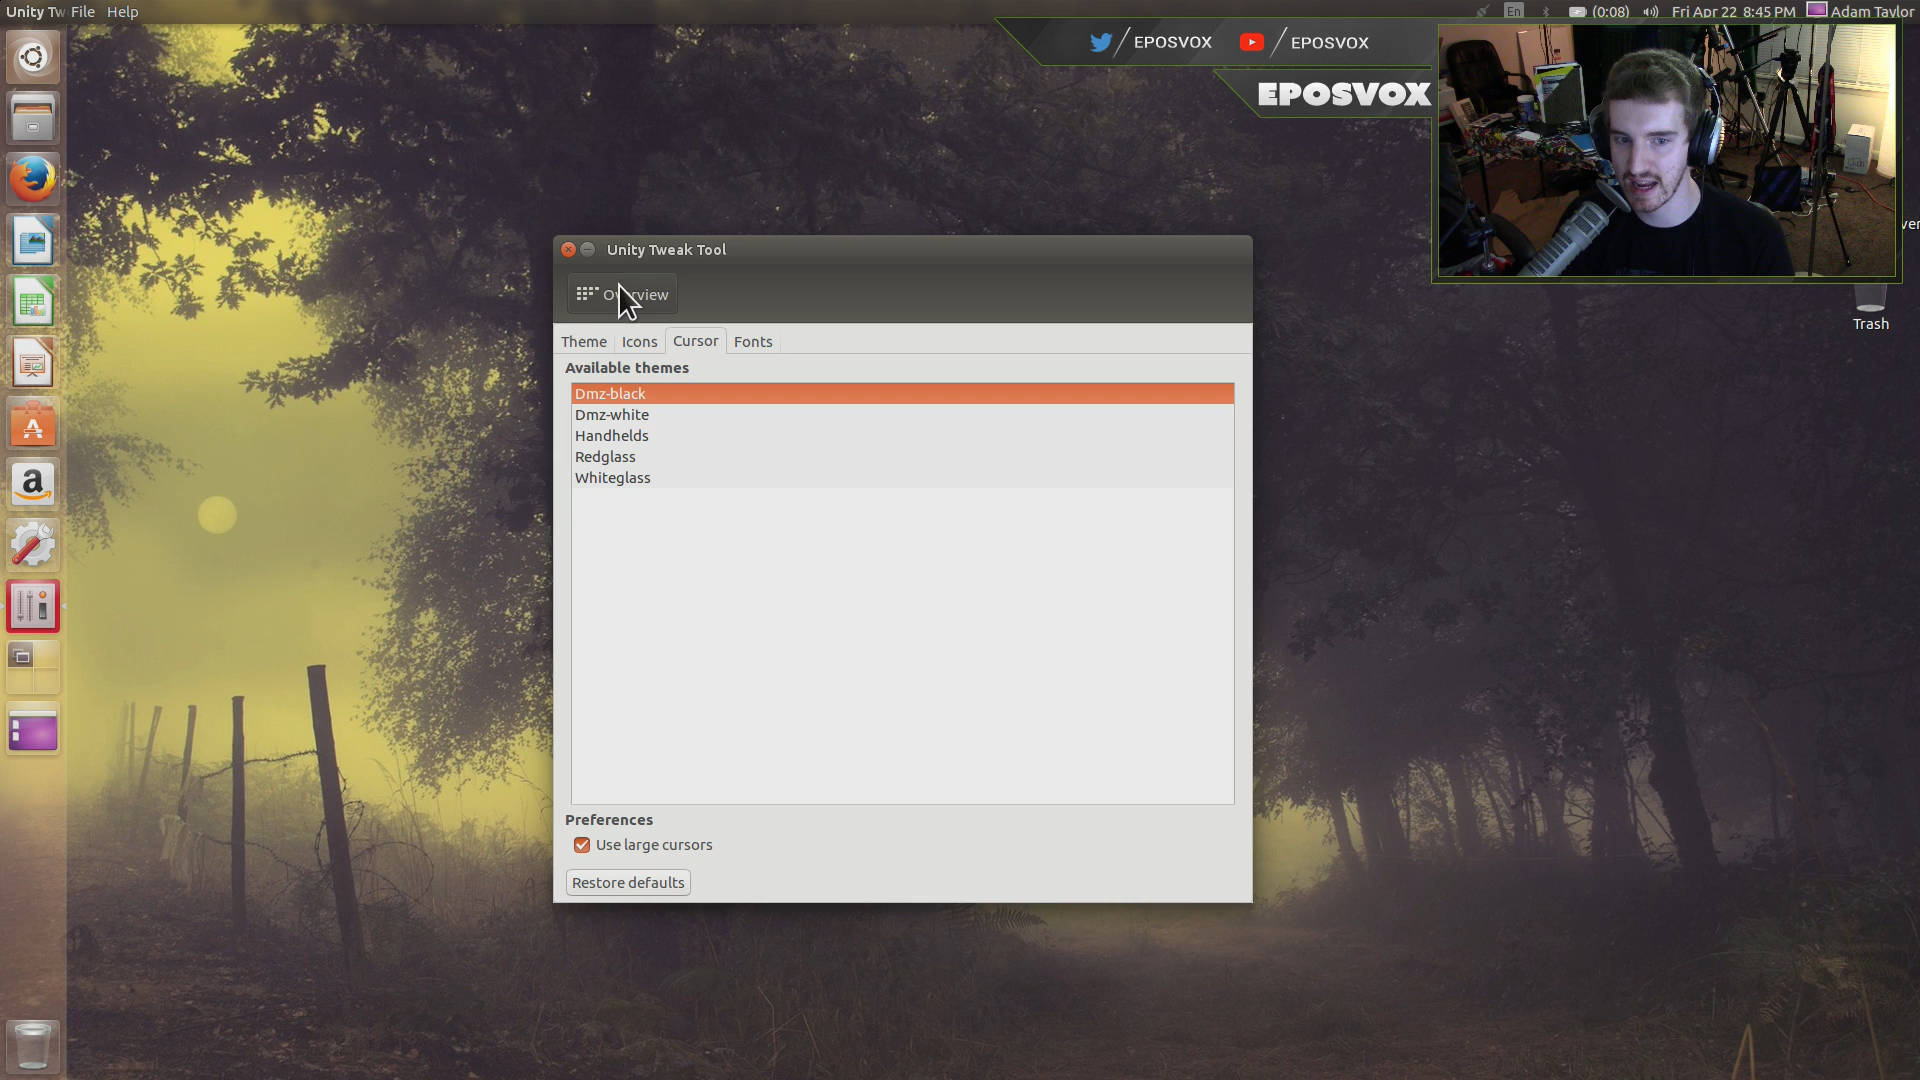 Unity Tw File Help
En (0:08) Fri Apr 22 8:45 PM Adam Taylor
EPOSVOX EPOSVOX
EPOSVOX
Unity Tweak Tool
Overview
Theme Icons Cursor Fonts
Available themes
Dmz-black
Dmz-white
Handhelds
Redglass
Whiteglass
Preferences
Use large cursors
Restore defaults
ver
Trash